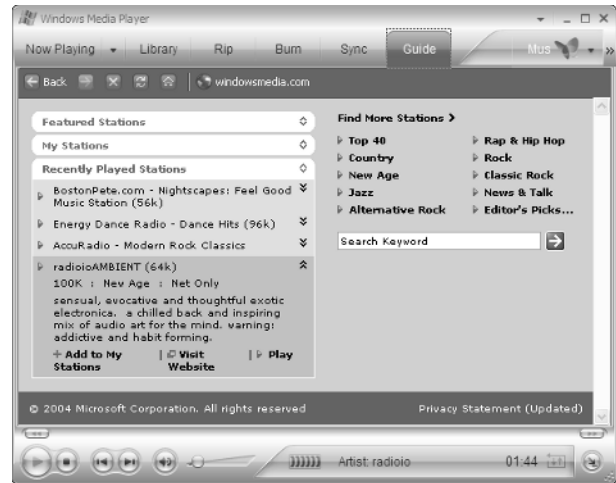 Windows Media Player
Now Playing Library Rip Burn Sync Guide Mus
Back windowsmedia.com
Featured Stations
My Stations
Recently Played Stations
BostonPete.com - Nightscapes: Feel Good
Music Station (56k)
Energy Dance Radio - Dance Hits (96k)
AccuRadio - Modern Rock Classics
radioioAMBIENT (64k)
100K : New Age : Net Only
sensual, evocative and thoughtful exotic
electronica. a chilled back and inspiring
mix of audio art for the mind. warning:
addictive and habit forming.
+ Add to My | Visit | Play
Stations Website
Find More Stations >
Top 40 Rap & Hip Hop
Country Rock
New Age Classic Rock
Jazz News & Talk
Alternative Rock Editor's Picks...
Search Keyword
© 2004 Microsoft Corporation. All rights reserved Privacy Statement (Updated)
Artist: radioio 01:44